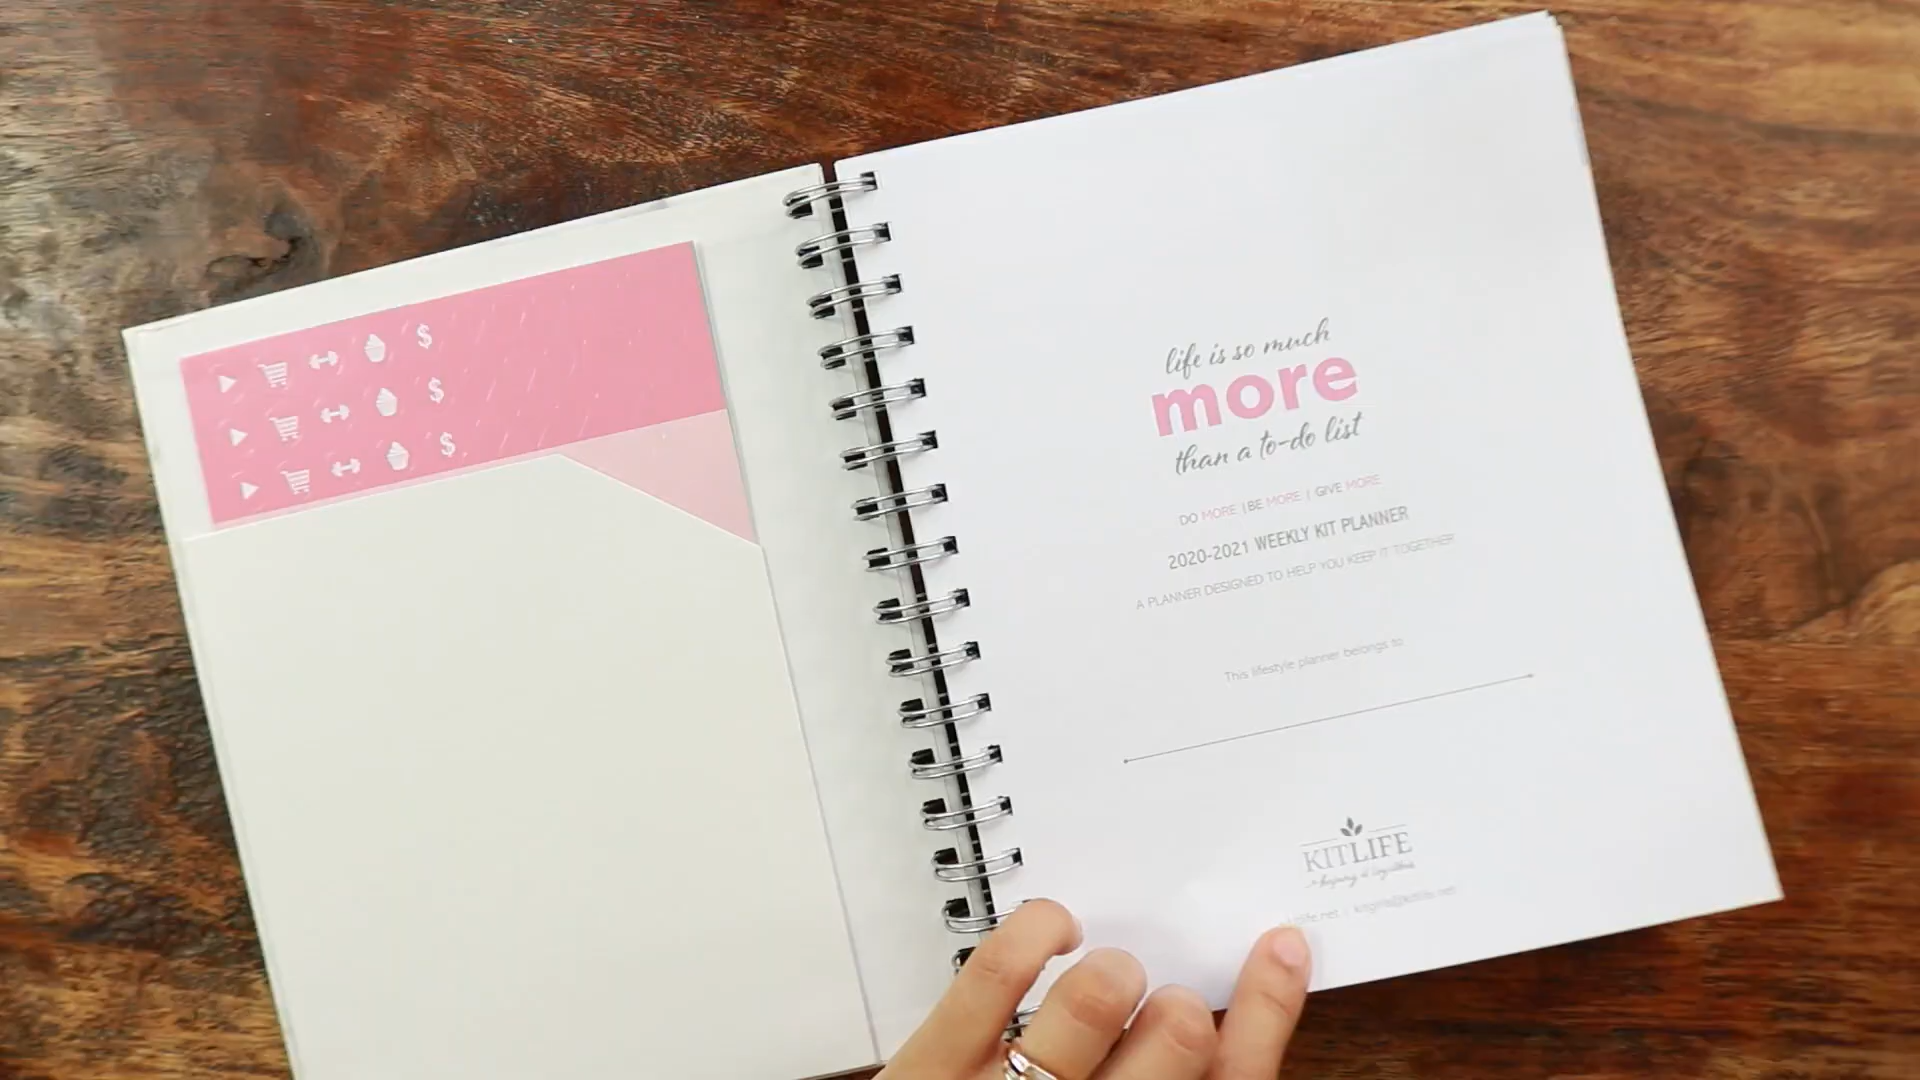 $
$
$
life is so much
more
than a to-do list
DO MORE | BE MORE | GIVE MORE
2020-2021 WEEKLY KIT PLANNER
A PLANNER DESIGNED TO HELP YOU KEEP IT TOGETHER
This lifestyle planner belongs to
KITLIFE